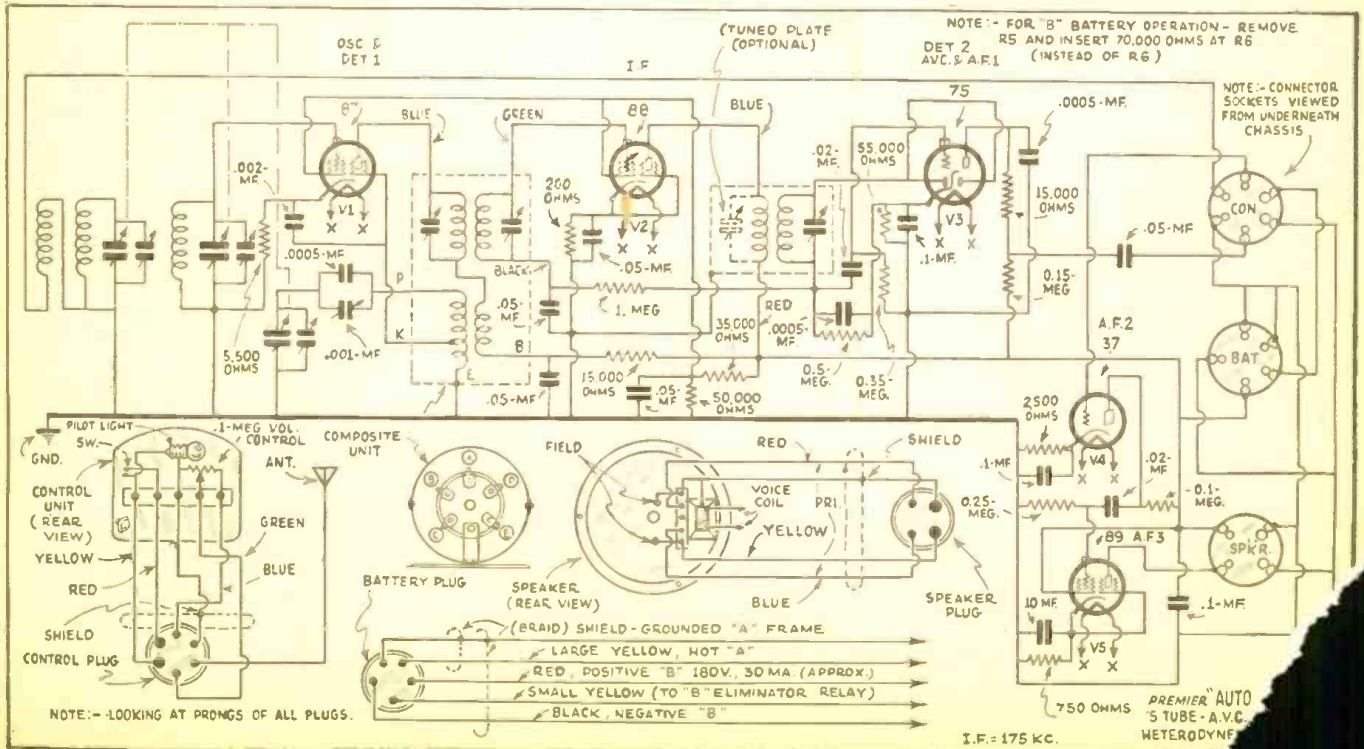 NOTE:- FOR "B" BATTERY OPERATION - REMOVE
R5 AND INSERT 70,000 OHMS AT R6
(INSTEAD OF R6)
OSC &
DET 1
(TUNED PLATE
(OPTIONAL)
DET 2
AVC. & A.F.1
I.F
NOTE:- CONNECTOR
SOCKETS VIEWED
FROM UNDERNEATH
CHASSIS
BLUE
GREEN
88
BLUE
75
.0005-MF.
.002-
MF.
200
OHMS
.02-
MF.
55,000
OHMS
15,000
OHMS
CON
V1
X X
V2
X X
V3
X X
.0005-MF.
.05-MF.
.1-MF.
.05-MF.
BLACK
P
.05-
MF
1. MEG
RED
0.15-
MEG
.001-MF
K
35,000
OHMS
.0005-
MF.
A.F.2
37
5,500
OHMS
B
BAT
E
.05-MF
15,000
OHMS
.05-
MF
50,000
OHMS
0.5-
MEG.
0.35-
MEG.
2500
OHMS
GND.
PILOT LIGHT
SW.
.1-MEG VOL.
CONTROL
ANT.
COMPOSITE
UNIT
FIELD
RED
SHIELD
V4
X X
.1-MF
.02-
MF
CONTROL
UNIT
(REAR
VIEW)
VOICE
COIL
PRI.
0.25-
MEG.
0.1-
MEG.
GREEN
YELLOW
YELLOW
89 A.F.3
SPK'R.
RED
BLUE
BATTERY PLUG
SPEAKER
(REAR VIEW)
BLUE
SPEAKER
PLUG
10 MF.
.1-MF.
SHIELD
(BRAID) SHIELD-GROUNDED "A" FRAME
V5
X X
CONTROL PLUG
LARGE YELLOW, HOT "A"
RED, POSITIVE "B" 180V., 30 MA. (APPROX.)
SMALL YELLOW (TO "B" ELIMINATOR RELAY)
BLACK, NEGATIVE "B"
750 OHMS
NOTE:- LOOKING AT PRONGS OF ALL PLUGS.
I.F.= 175 KC.
PREMIER" AUTO
5 TUBE - A.V.C.